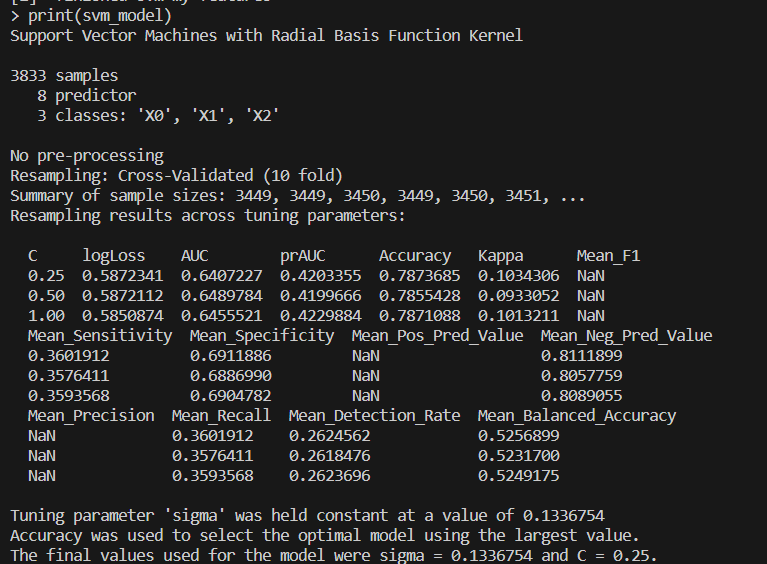 > print(svm_model)
Support Vector Machines with Radial Basis Function Kernel
3833 samples
8 predictor
3 classes: 'X0', 'X1', 'X2'
No pre-processing
Resampling: Cross-Validated (10 fold)
Summary of sample sizes: 3449, 3449, 3450, 3449, 3450, 3451, ...
Resampling results across tuning parameters:
C logLoss AUC prAUC Accuracy Kappa Mean_F1
0.25 0.5872341 0.6407227 0.4203355 0.7873685 0.1034306 NaN
0.50 0.5872112 0.6489784 0.4199666 0.7855428 0.0933052 NaN
1.00 0.5850874 0.6455521 0.4229884 0.7871088 0.1013211 NaN
Mean_Sensitivity Mean_Specificity Mean_Pos_Pred_Value Mean_Neg_Pred_Value
0.3601912 0.6911886 NaN 0.8111899
0.3576411 0.6886990 NaN 0.8057759
0.3593568 0.6904782 NaN 0.8089055
Mean_Precision Mean_Recall Mean_Detection_Rate Mean_Balanced_Accuracy
NaN 0.3601912 0.2624562 0.5256899
NaN 0.3576411 0.2618476 0.5231700
NaN 0.3593568 0.2623696 0.5249175
Tuning parameter 'sigma' was held constant at a value of 0.1336754
Accuracy was used to select the optimal model using the largest value.
The final values used for the model were sigma = 0.1336754 and C = 0.25.